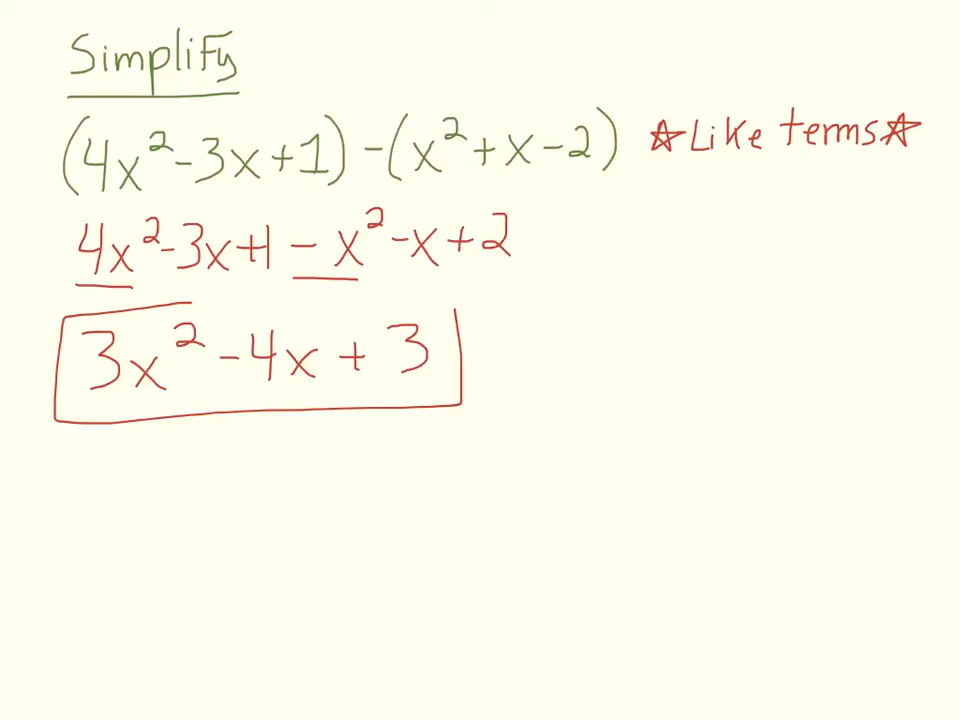 Simplify
(4x²-3x+1) -(x²+x-2) ☆Like terms☆
4x²-3x+1 - x²-x+2
3x²-4x+3